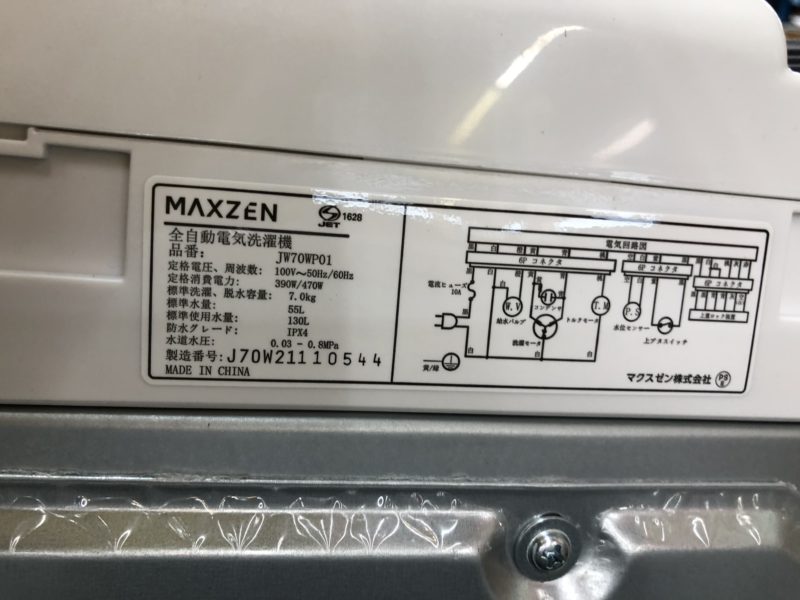 MAXZEN
JET 1628
全自動電気洗濯機
品番: JW70WP01
定格電圧、周波数: 100V～50Hz/60Hz
定格消費電力: 390W/470W
標準洗濯、脱水容量: 7.0kg
標準水量: 55L
標準使用水量: 130L
防水グレード: IPX4
水道水圧: 0.03 - 0.8MPa
製造番号: J70W21110544
MADE IN CHINA
電気回路図
6P コネクタ
6P コネクタ
6P コネクタ
電流ヒューズ
10A
W.V
給水バルブ
コンデンサ
洗濯モータ
T.M
トルクモータ
P.S
水位センサー
上ブタスイッチ
黄/緑
白
白
マクスゼン株式会社
PS
E